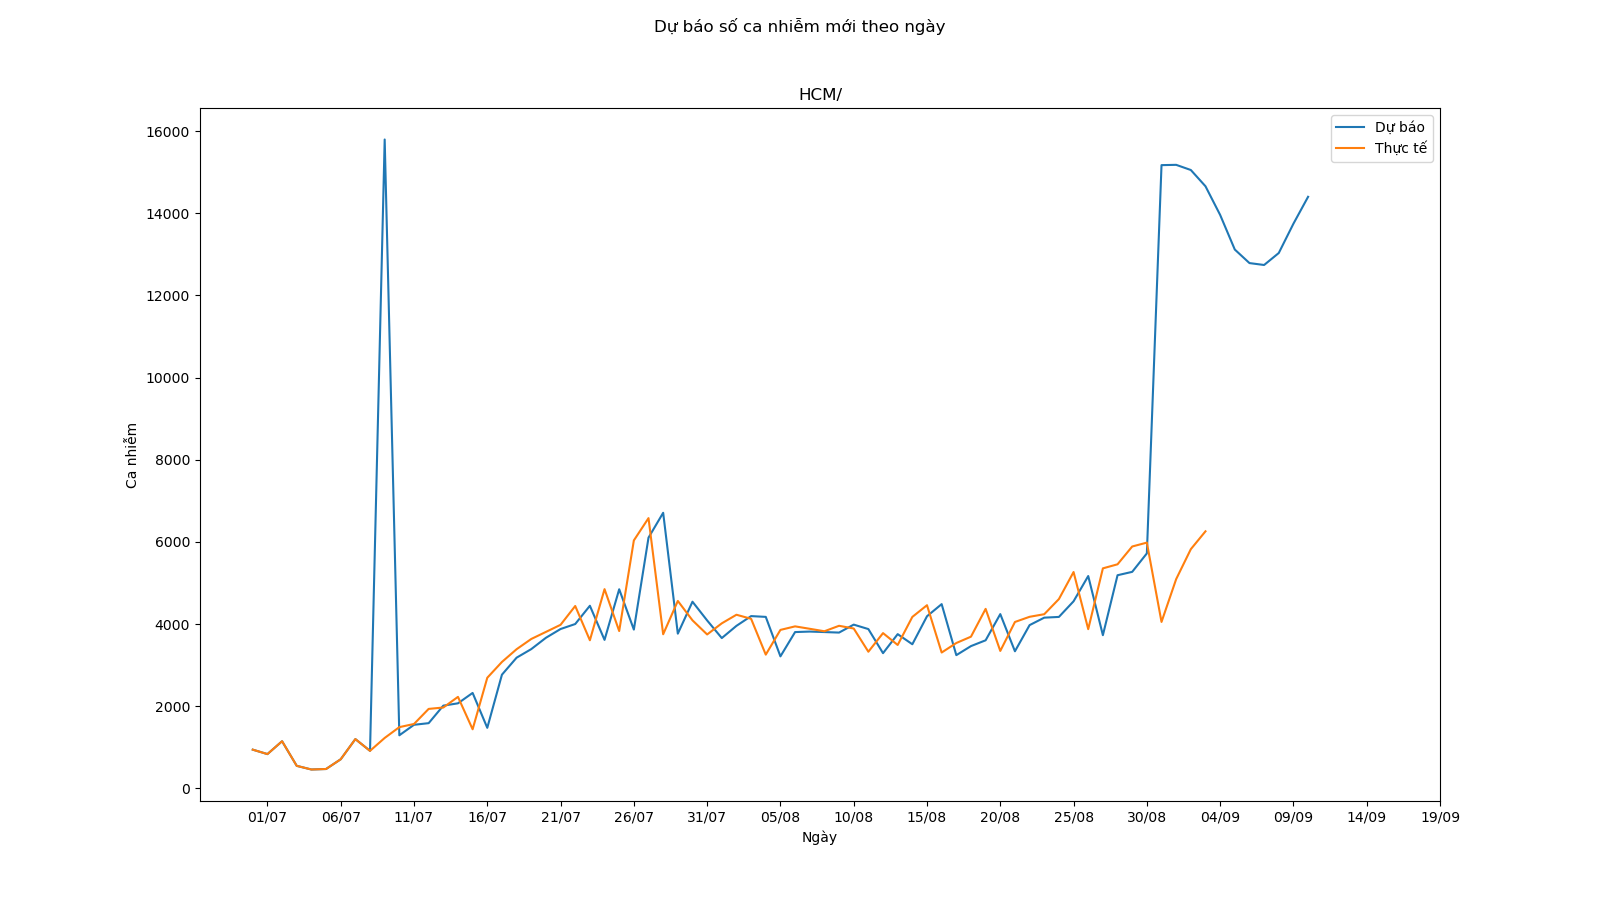 Dự báo số ca nhiễm mới theo ngày
HCM/
Dự báo
Thực tế
16000
14000
12000
10000
8000
6000
4000
2000
0
Ca nhiễm
01/07 06/07 11/07 16/07 21/07 26/07 31/07 05/08 10/08 15/08 20/08 25/08 30/08 04/09 09/09 14/09 19/09
Ngày